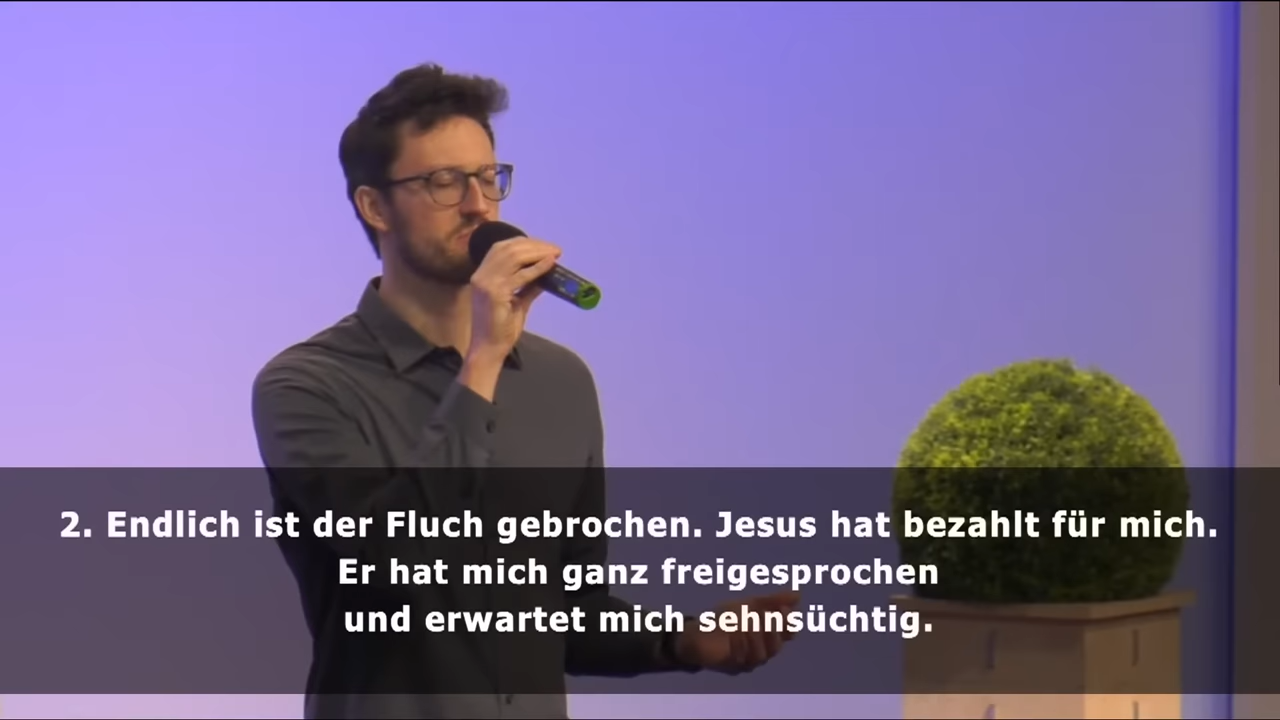 2. Endlich ist der Fluch gebrochen. Jesus hat bezahlt für mich.
Er hat mich ganz freigesprochen
und erwartet mich sehnsüchtig.